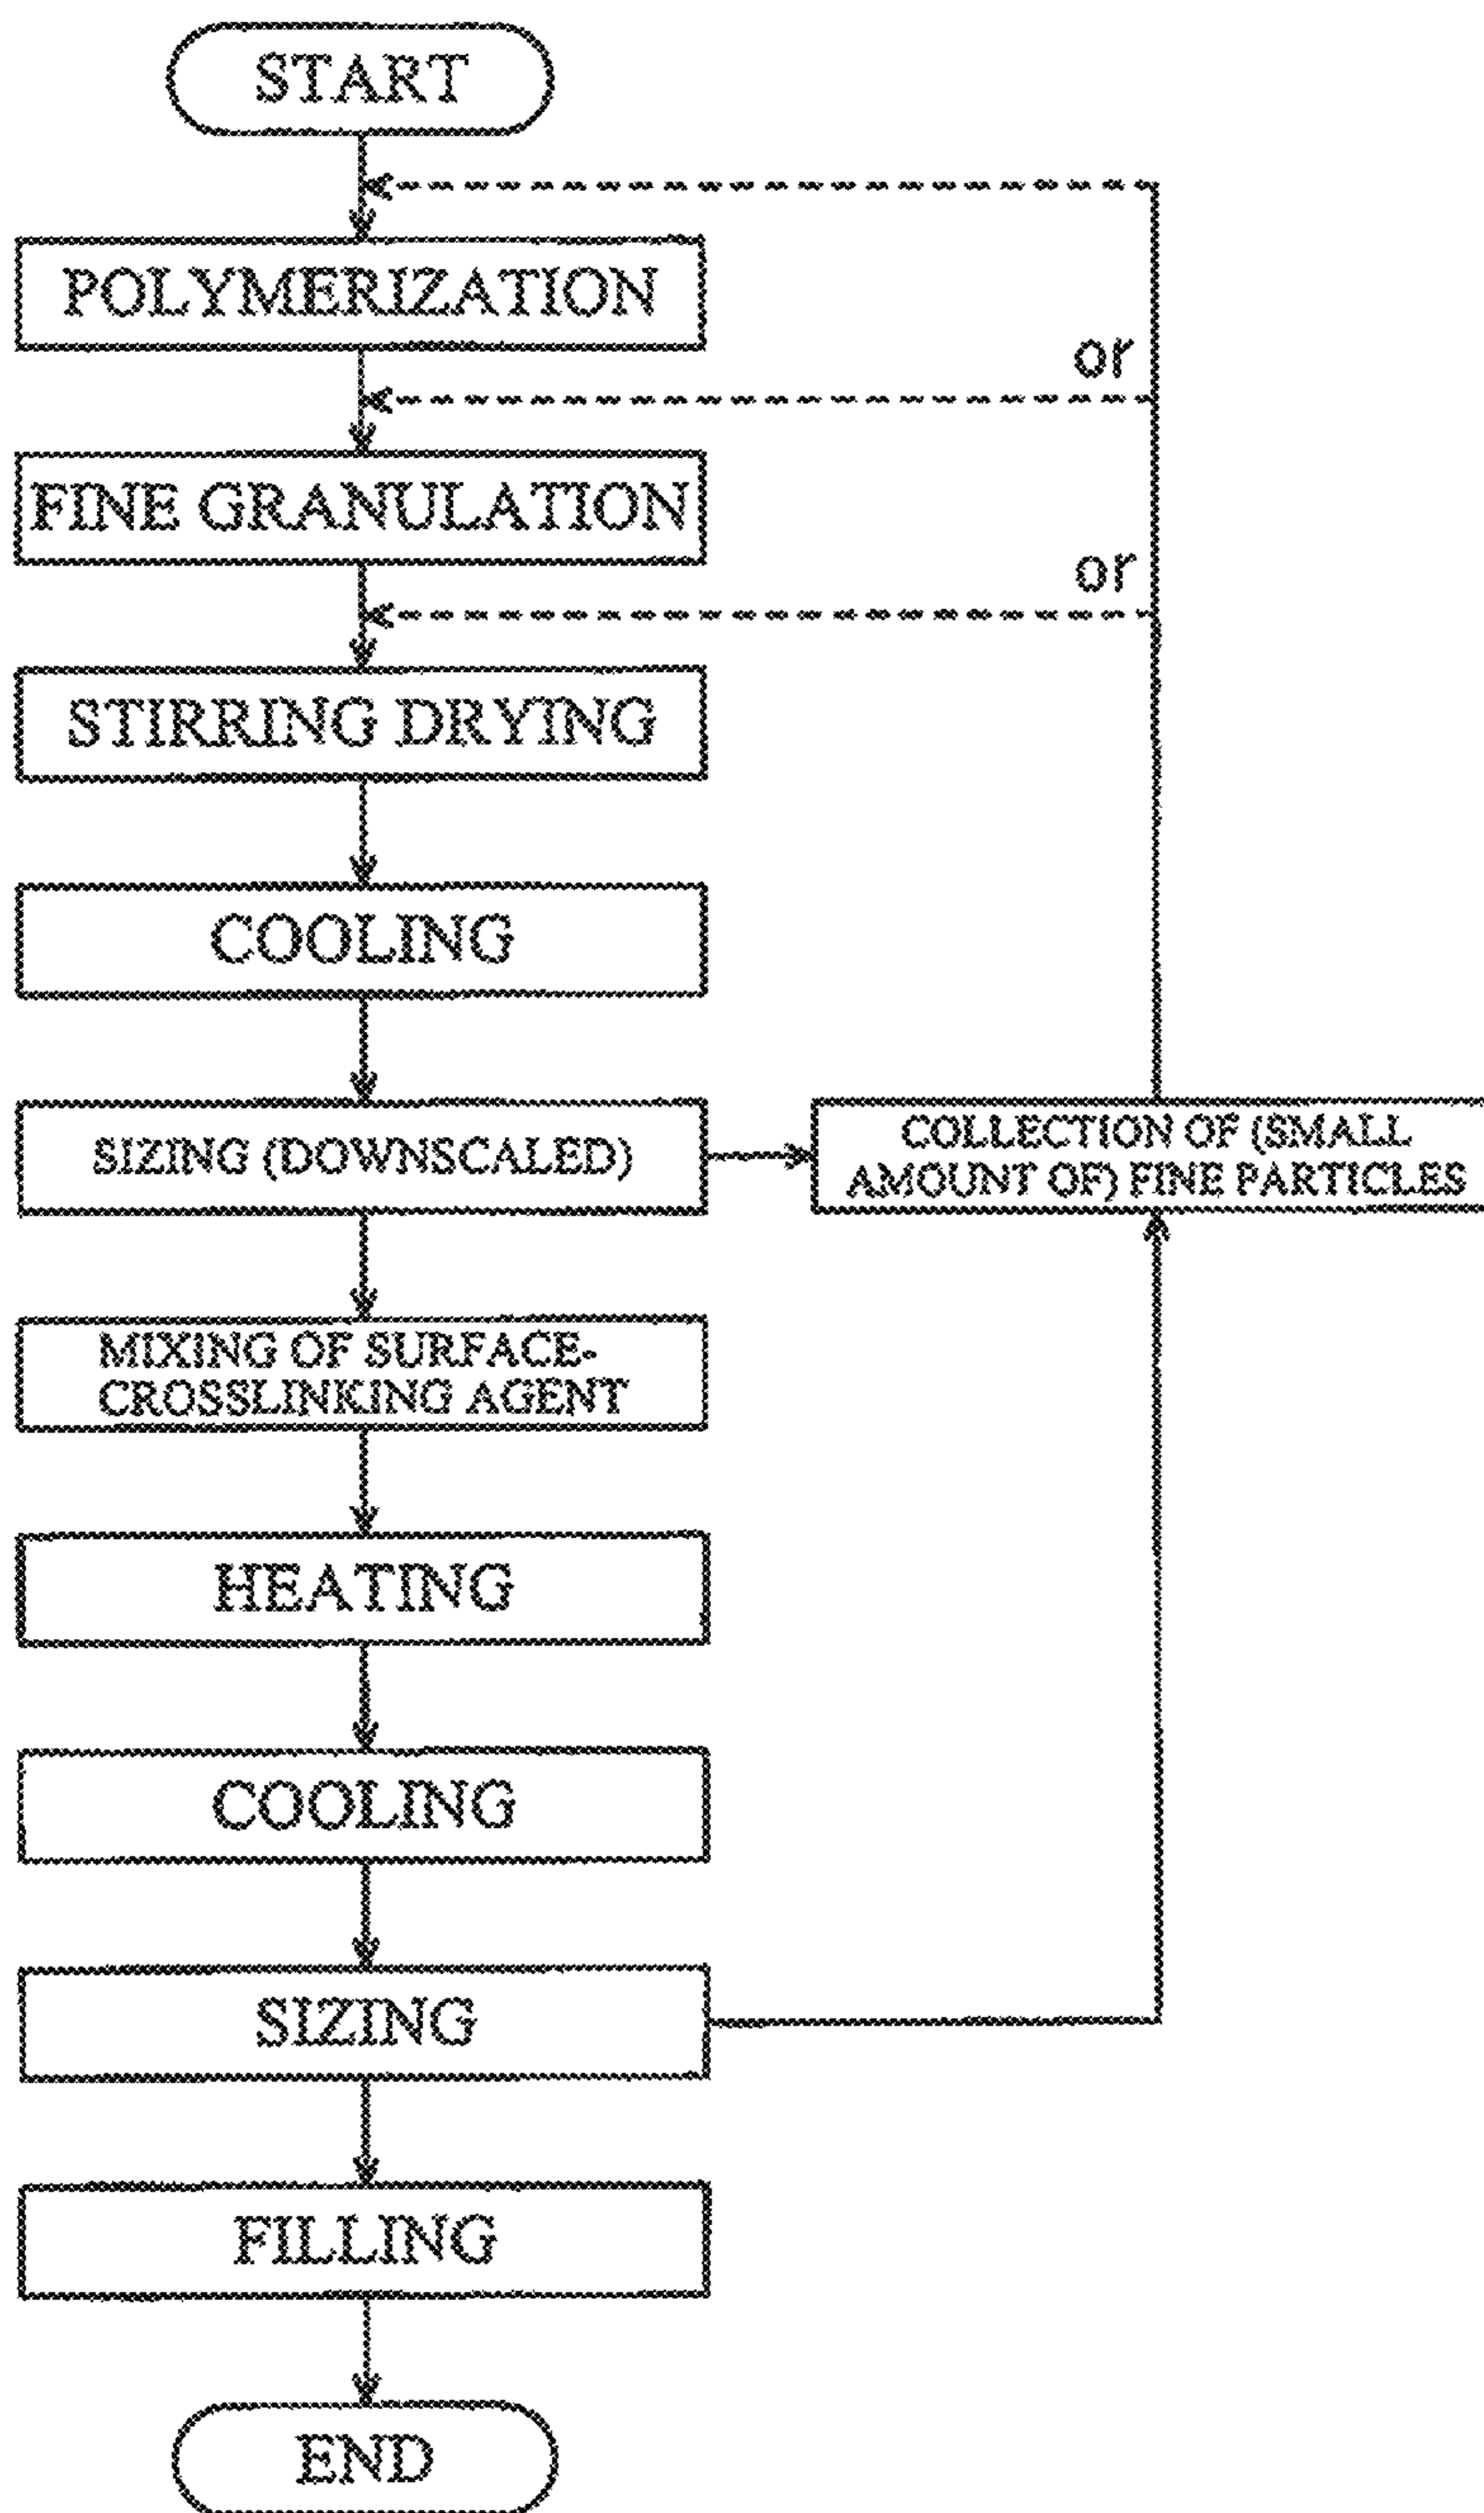 START
POLYMERIZATION
or
FINE GRANULATION
or
STIRRING DRYING
COOLING
SIZING (DOWNSCALED)
COLLECTION OF (SMALL
AMOUNT OF) FINE PARTICLES
MIXING OF SURFACE-
CROSSLINKING AGENT
HEATING
COOLING
SIZING
FILLING
END